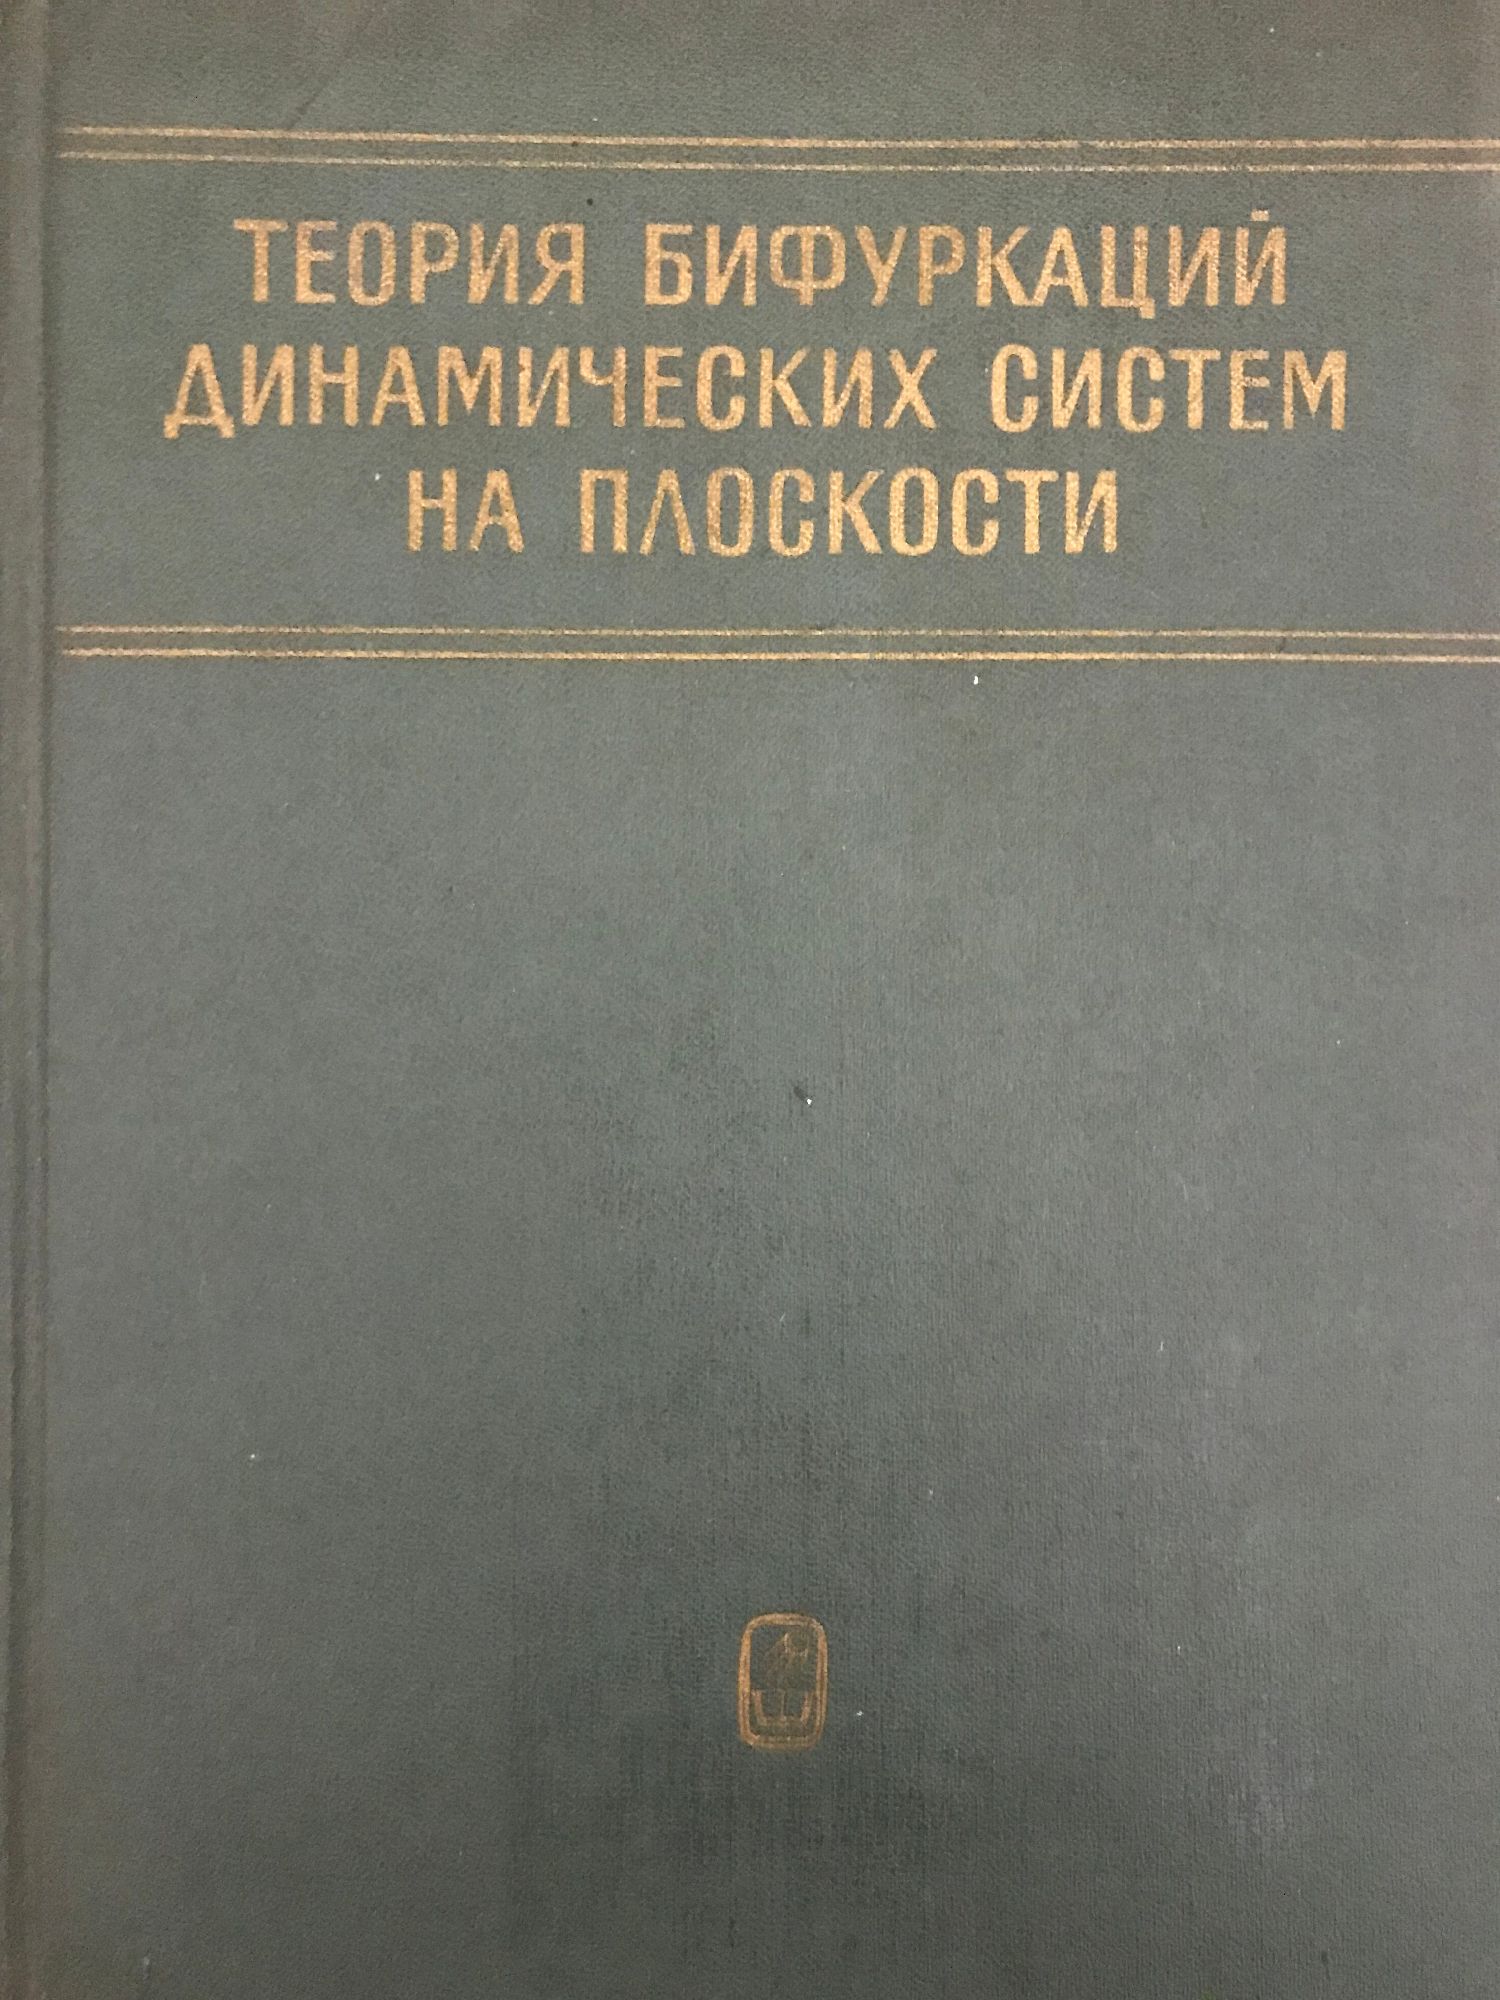 ТЕОРИЯ БИФУРКАЦИЙ
ДИНАМИЧЕСКИХ СИСТЕМ
НА ПЛОСКОСТИ